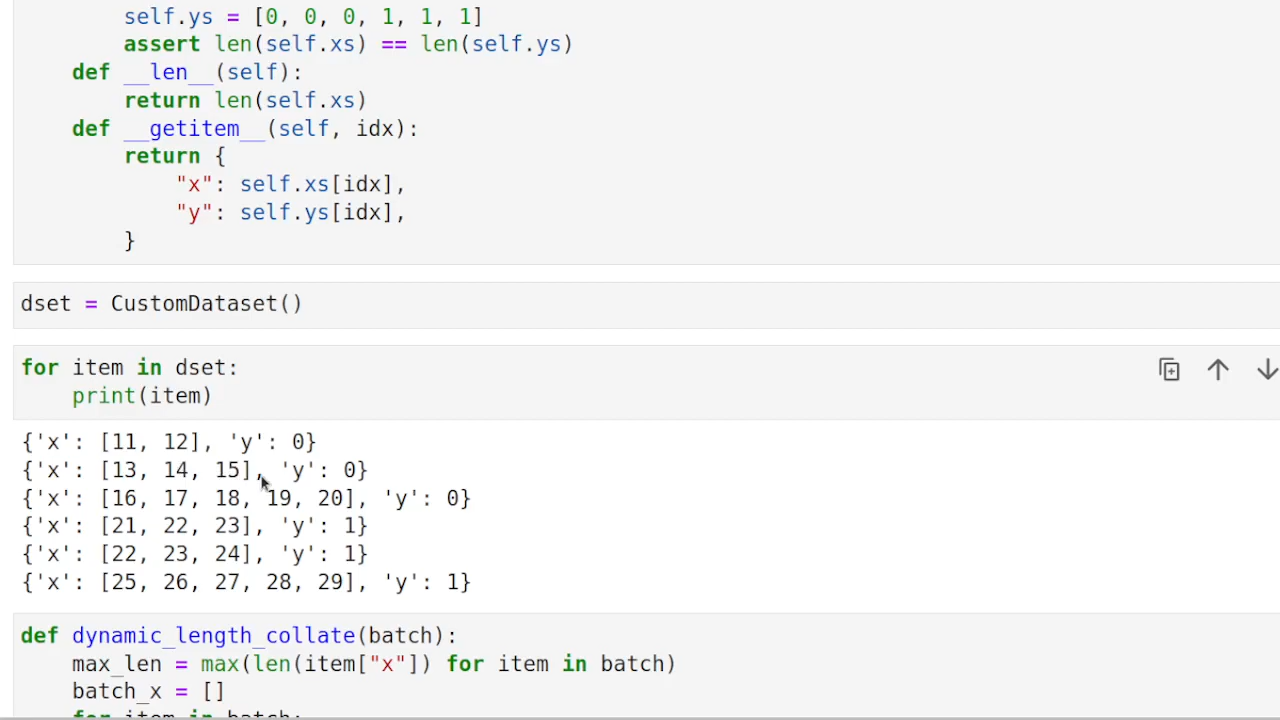 self.ys = [0, 0, 0, 1, 1, 1]
assert len(self.xs) == len(self.ys)
def __len__(self):
return len(self.xs)
def __getitem__(self, idx):
return {
"x": self.xs[idx],
"y": self.ys[idx],
}
dset = CustomDataset()
for item in dset:
print(item)
{'x': [11, 12], 'y': 0}
{'x': [13, 14, 15], 'y': 0}
{'x': [16, 17, 18, 19, 20], 'y': 0}
{'x': [21, 22, 23], 'y': 1}
{'x': [22, 23, 24], 'y': 1}
{'x': [25, 26, 27, 28, 29], 'y': 1}
def dynamic_length_collate(batch):
max_len = max(len(item["x"]) for item in batch)
batch_x = []
for item in batch: